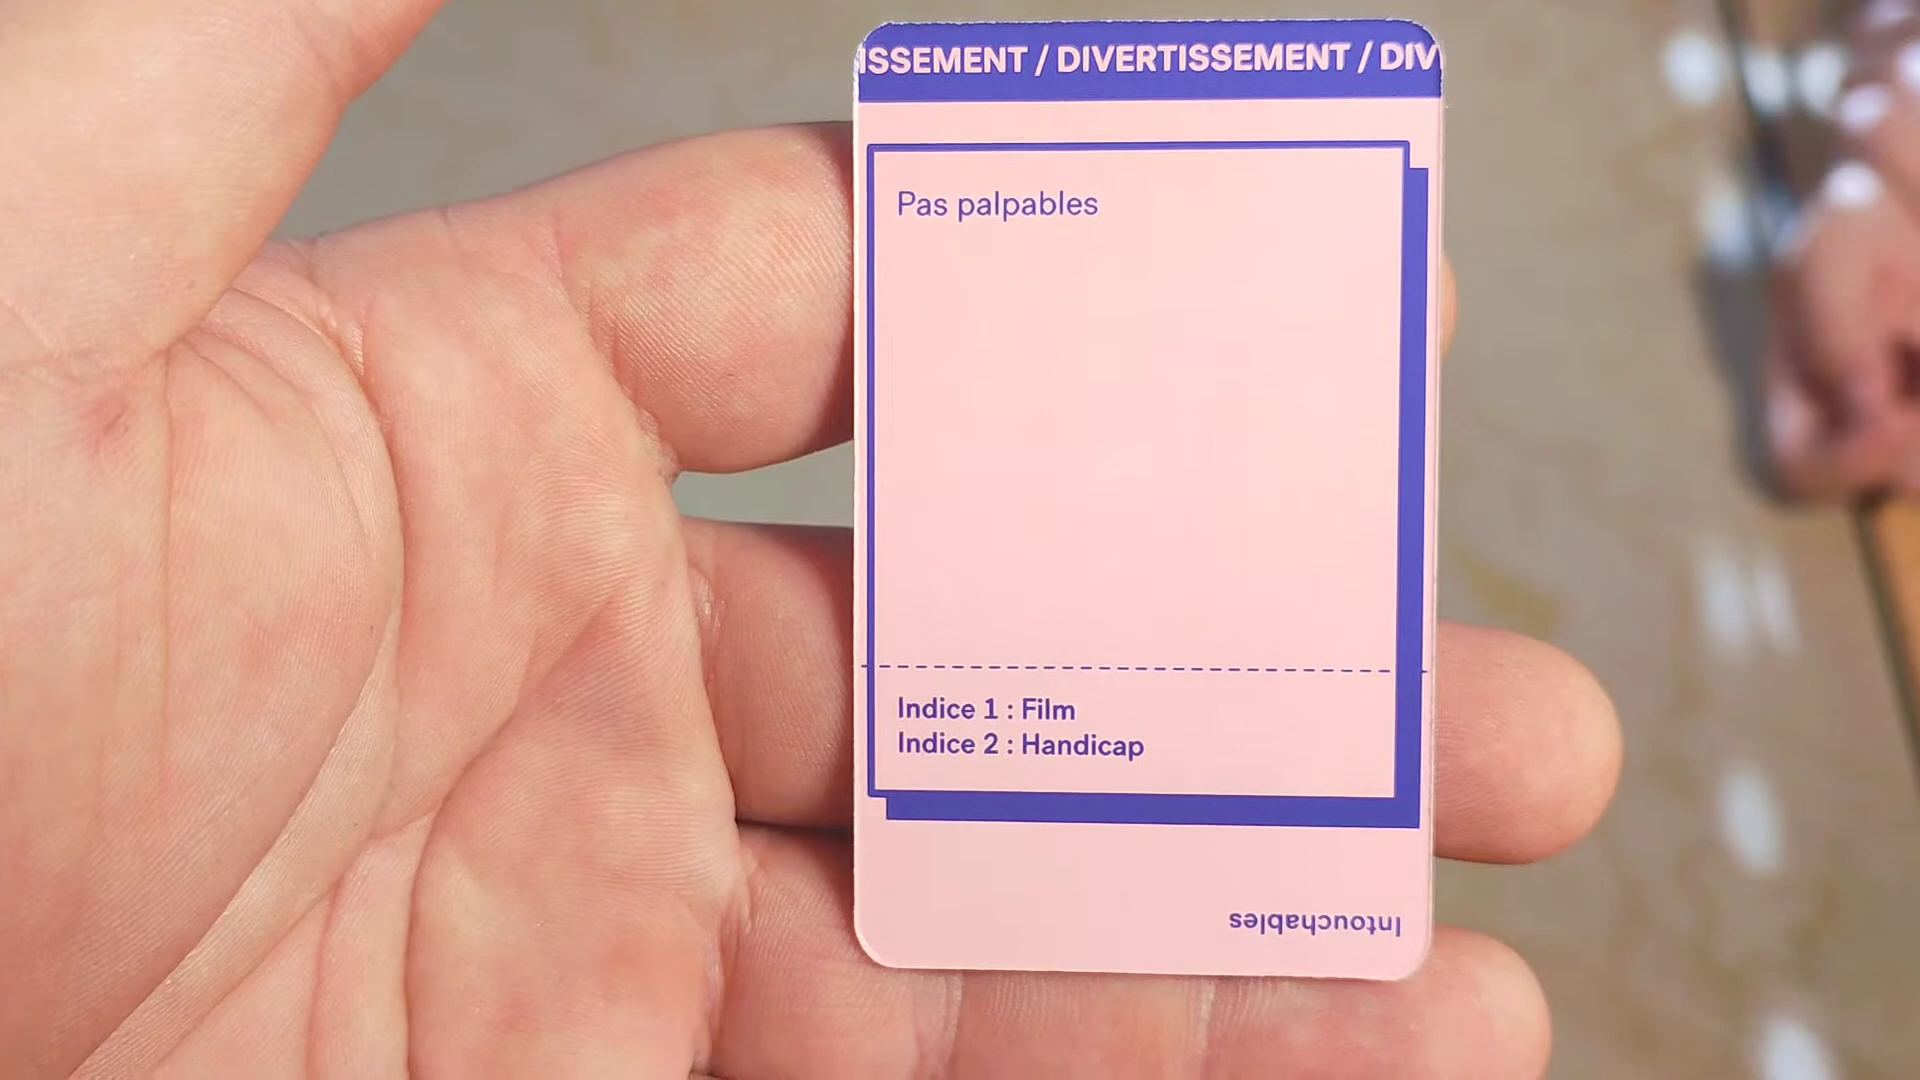 ISSEMENT / DIVERTISSEMENT / DIV
Pas palpables
Indice 1 : Film
Indice 2 : Handicap
Intouchables